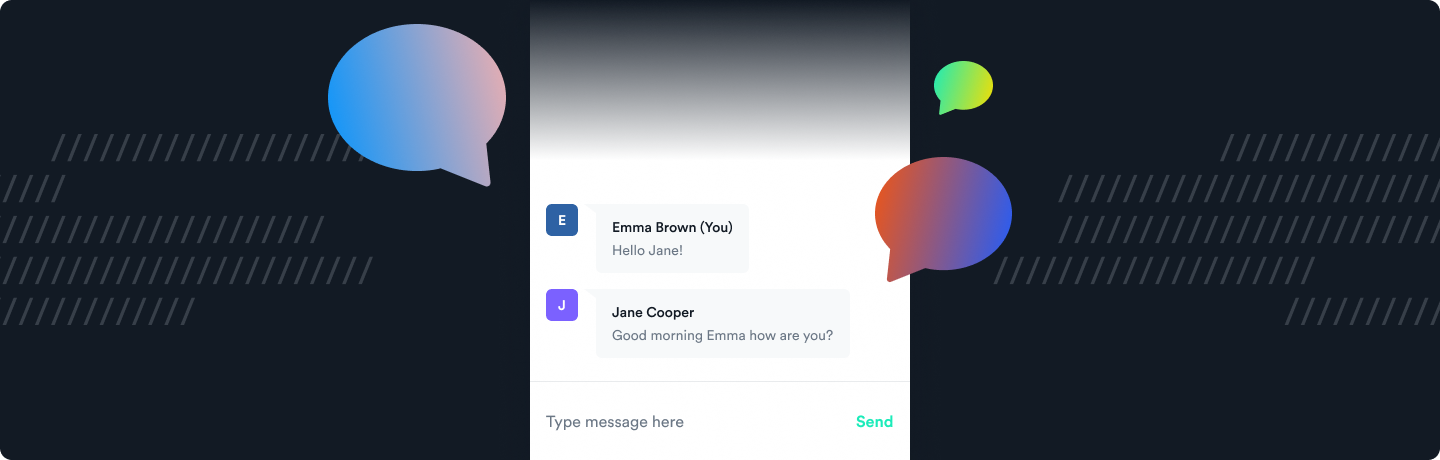 E
Emma Brown (You)
Hello Jane!
J
Jane Cooper
Good morning Emma how are you?
Type message here
Send